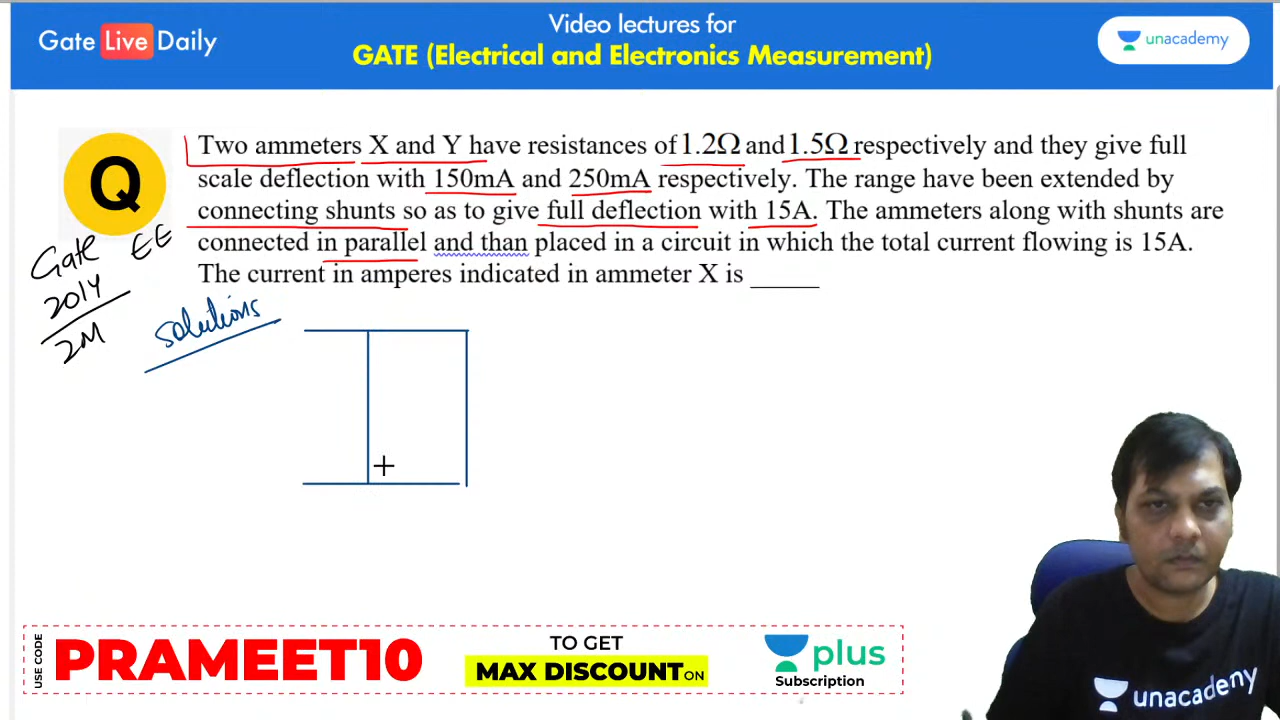 Gate Live Daily
Video lectures for
GATE (Electrical and Electronics Measurement)
unacademy
Q
Two ammeters X and Y have resistances of 1.2Ω and 1.5Ω respectively and they give full
scale deflection with 150mA and 250mA respectively. The range have been extended by
connecting shunts so as to give full deflection with 15A. The ammeters along with shunts are
connected in parallel and than placed in a circuit in which the total current flowing is 15A.
The current in amperes indicated in ammeter X is _____
Gate EE
2014
2M
solutions
USE CODE
PRAMEET10
TO GET
MAX DISCOUNT ON
plus
Subscription
unacademy